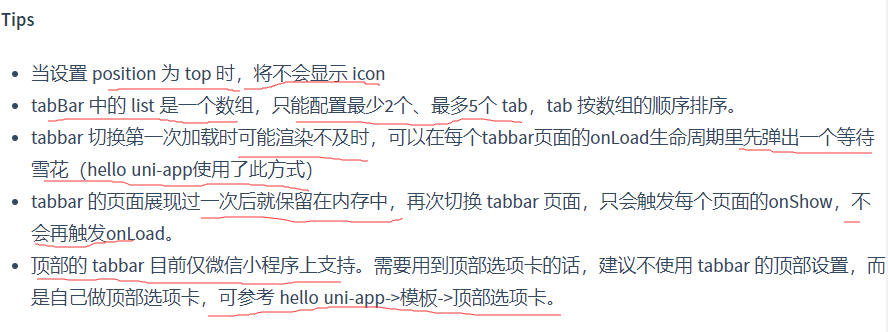 Tips
当设置 position 为 top 时，将不会显示 icon
tabBar 中的 list 是一个数组，只能配置最少2个、最多5个 tab，tab 按数组的顺序排序。
tabbar 切换第一次加载时可能渲染不及时，可以在每个tabbar页面的onLoad生命周期里先弹出一个等待
雪花（hello uni-app使用了此方式）
tabbar 的页面展现过一次后就保留在内存中，再次切换 tabbar 页面，只会触发每个页面的onShow，不
会再触发onLoad。
顶部的 tabbar 目前仅微信小程序上支持。需要用到顶部选项卡的话，建议不使用 tabbar 的顶部设置，而
是自己做顶部选项卡，可参考 hello uni-app->模板->顶部选项卡。